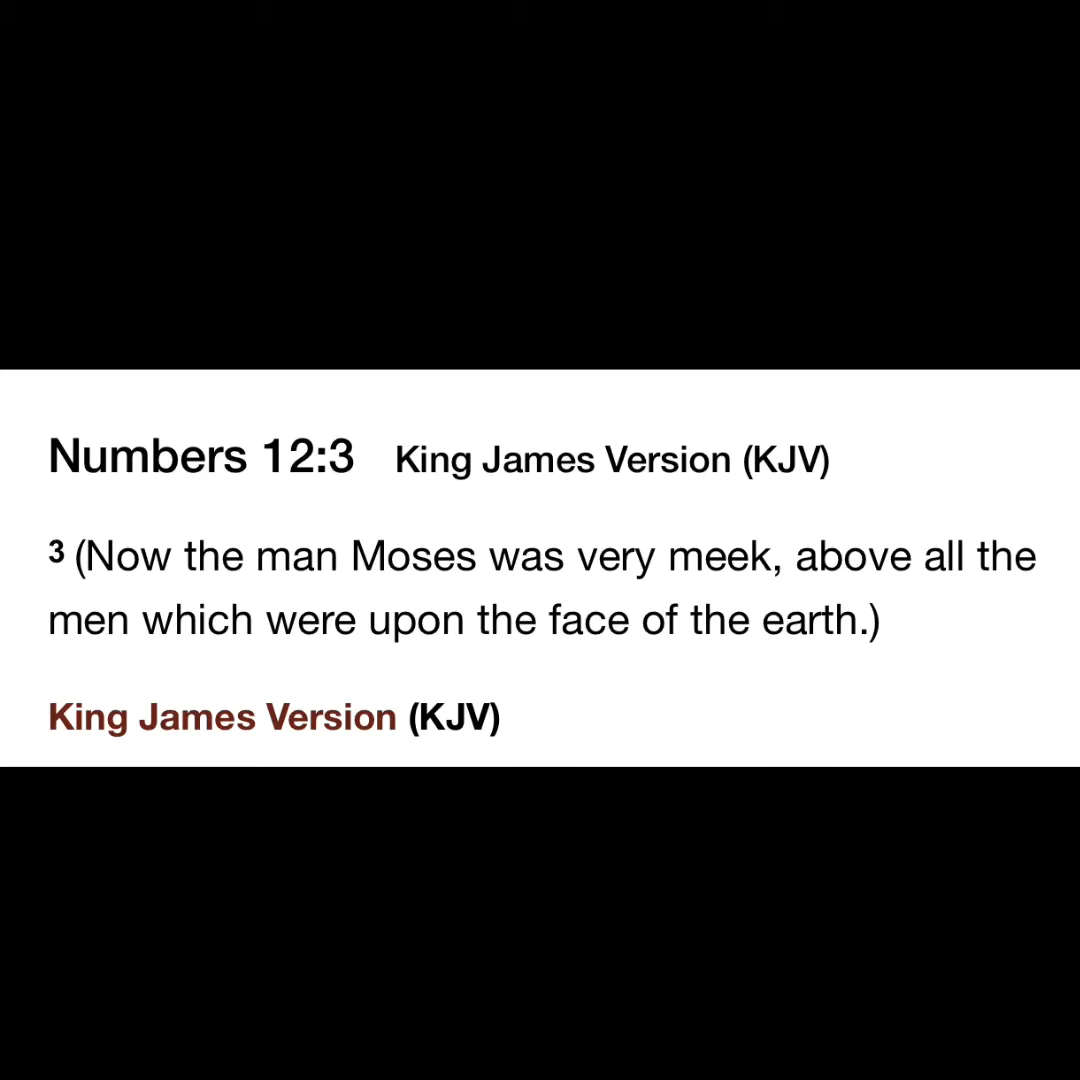 Numbers 12:3 King James Version (KJV)
3 (Now the man Moses was very meek, above all the
men which were upon the face of the earth.)
King James Version (KJV)